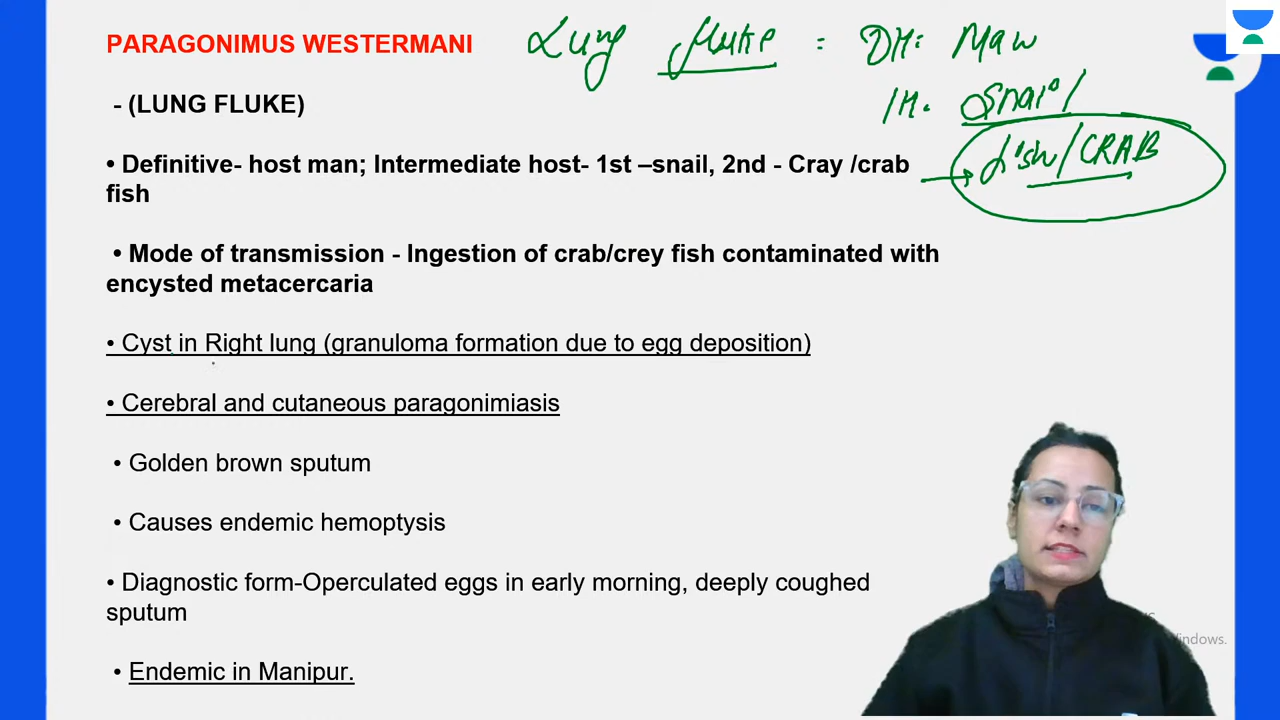 PARAGONIMUS WESTERMANI
Lung fluke : DH: Man
- (LUNG FLUKE)
IH. Snail/
• Definitive- host man; Intermediate host- 1st –snail, 2nd - Cray /crab
fish
fish/CRAB
• Mode of transmission - Ingestion of crab/crey fish contaminated with
encysted metacercaria
• Cyst in Right lung (granuloma formation due to egg deposition)
• Cerebral and cutaneous paragonimiasis
• Golden brown sputum
• Causes endemic hemoptysis
• Diagnostic form-Operculated eggs in early morning, deeply coughed
sputum
• Endemic in Manipur.